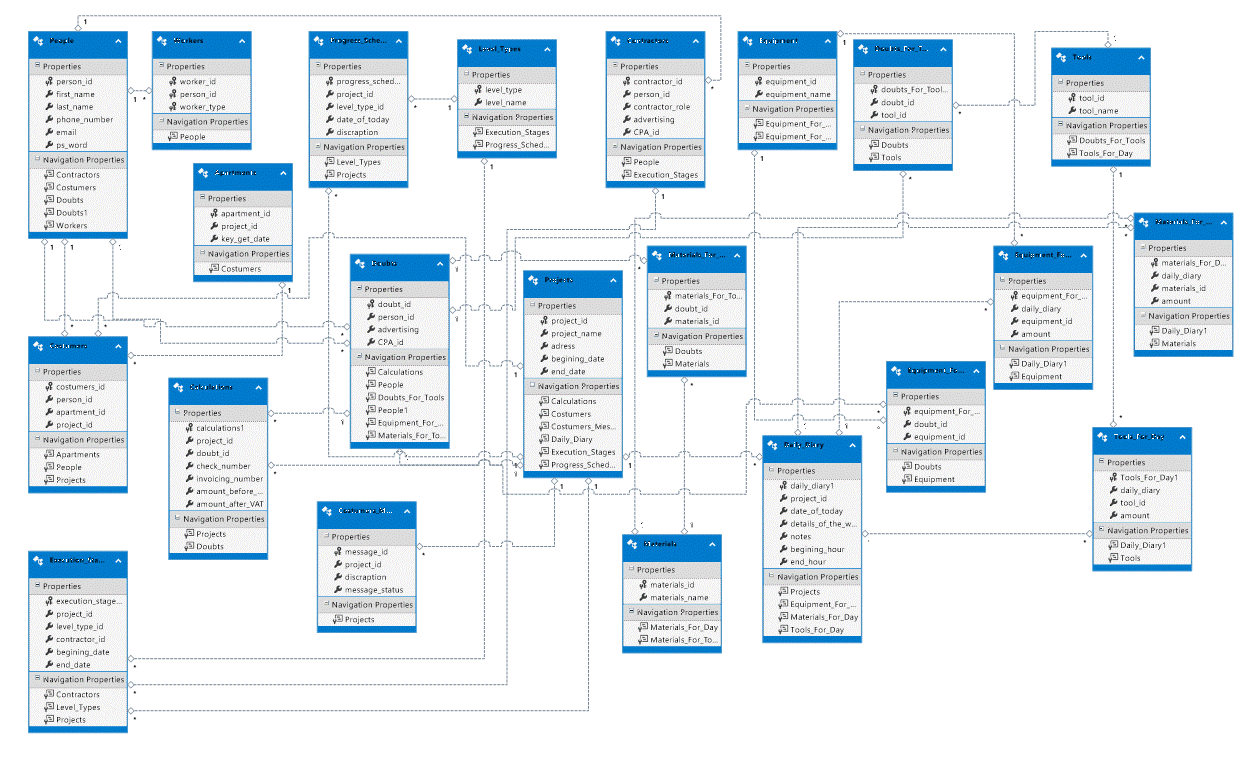 People
Properties
person_id
first_name
last_name
phone_number
email
ps_word
Navigation Properties
Contractors
Costumers
Doubts
Doubts1
Workers
Workers
Properties
worker_id
person_id
worker_type
Navigation Properties
People
Progress_Sche...
Properties
progress_sched...
project_id
level_type_id
date_of_today
discraption
Navigation Properties
Level_Types
Projects
Level_Types
Properties
level_type
level_name
Navigation Properties
Execution_Stages
Progress_Sched...
Contractors
Properties
contractor_id
person_id
contractor_role
advertising
CPA_id
Navigation Properties
People
Execution_Stages
Equipment
Properties
equipment_id
equipment_name
Navigation Properties
Equipment_For_...
Equipment_For_...
Doubts_For_T...
Properties
doubts_For_Tool...
doubt_id
tool_id
Navigation Properties
Doubts
Tools
Tools
Properties
tool_id
tool_name
Navigation Properties
Doubts_For_Tools
Tools_For_Day
Apartments
Properties
apartment_id
project_id
key_get_date
Navigation Properties
Costumers
Doubts
Properties
doubt_id
person_id
advertising
CPA_id
Navigation Properties
Calculations
People
Doubts_For_Tools
People1
Equipment_For_...
Materials_For_To...
Projects
Properties
project_id
project_name
adress
begining_date
end_date
Navigation Properties
Calculations
Costumers
Costumers_Mes...
Daily_Diary
Execution_Stages
Progress_Sched...
Materials_For_...
Properties
materials_For_To...
doubt_id
materials_id
Navigation Properties
Doubts
Materials
Equipment_Fo...
Properties
equipment_For_...
daily_diary
equipment_id
amount
Navigation Properties
Daily_Diary1
Equipment
Materials_For_...
Properties
materials_For_D...
daily_diary
materials_id
amount
Navigation Properties
Daily_Diary1
Materials
Costumers
Properties
costumers_id
person_id
apartment_id
project_id
Navigation Properties
Apartments
People
Projects
Calculations
Properties
calculations1
project_id
doubt_id
check_number
invoicing_number
amount_before_...
amount_after_VAT
Navigation Properties
Projects
Doubts
Equipment_Fo...
Properties
equipment_For_...
doubt_id
equipment_id
Navigation Properties
Doubts
Equipment
Daily_Diary
Properties
daily_diary1
project_id
date_of_today
details_of_the_w...
notes
begining_hour
end_hour
Navigation Properties
Projects
Equipment_For_...
Materials_For_Day
Tools_For_Day
Tools_For_Day
Properties
Tools_For_Day1
daily_diary
tool_id
amount
Navigation Properties
Daily_Diary1
Tools
Costumers_M...
Properties
message_id
project_id
discraption
message_status
Navigation Properties
Projects
Materials
Properties
materials_id
materials_name
Navigation Properties
Materials_For_Day
Materials_For_To...
Execution_Sta...
Properties
execution_stage...
project_id
level_type_id
contractor_id
begining_date
end_date
Navigation Properties
Contractors
Level_Types
Projects